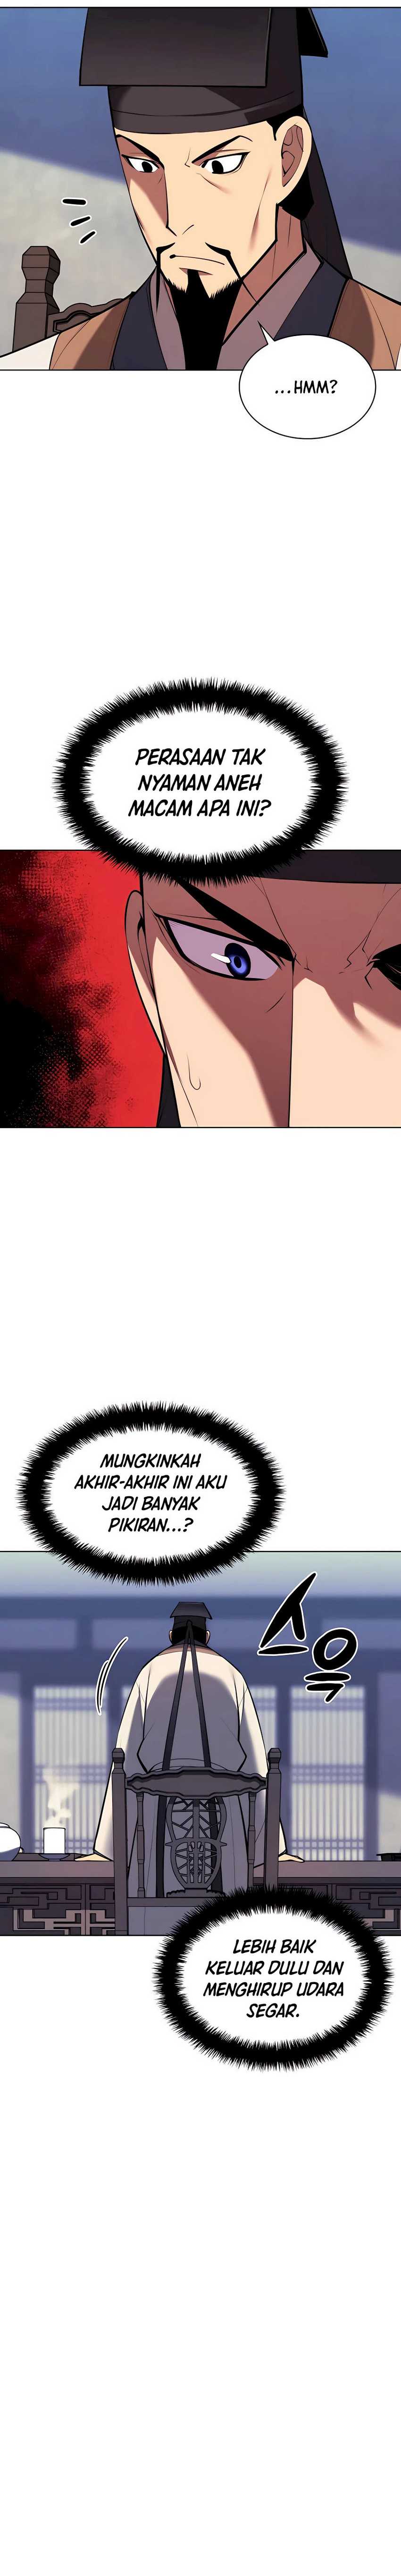 ...HMM?
PERASAAN TAK
NYAMAN ANEH
MACAM APA INI?
MUNGKINKAH
AKHIR-AKHIR INI AKU
JADI BANYAK
PIKIRAN...?
스윽
LEBIH BAIK
KELUAR DULU DAN
MENGHIRUP UDARA
SEGAR.